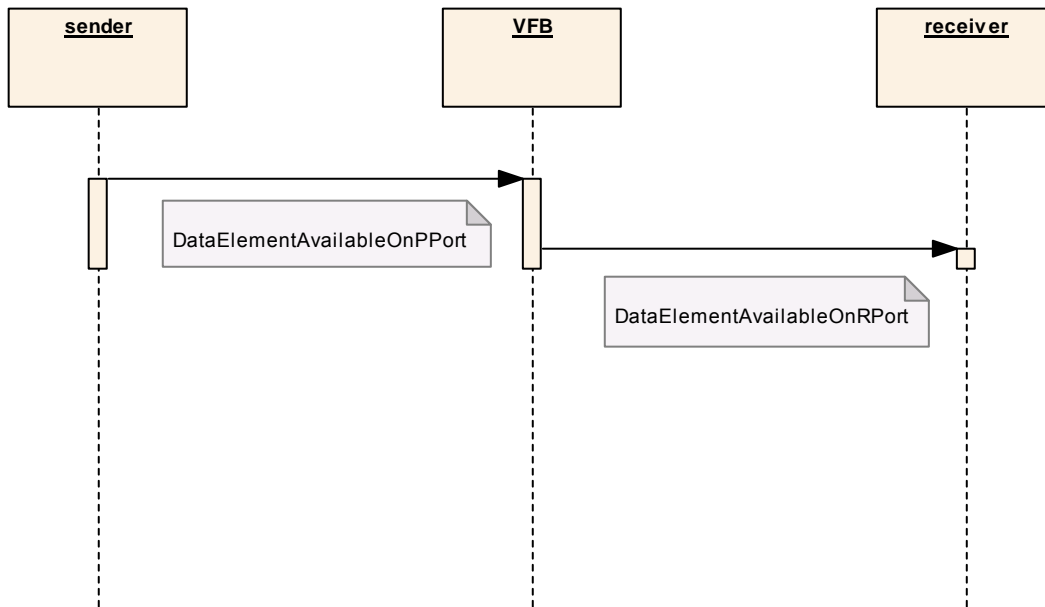 sender
VFB
receiver
DataElementAvailableOnPPort
DataElementAvailableOnRPort